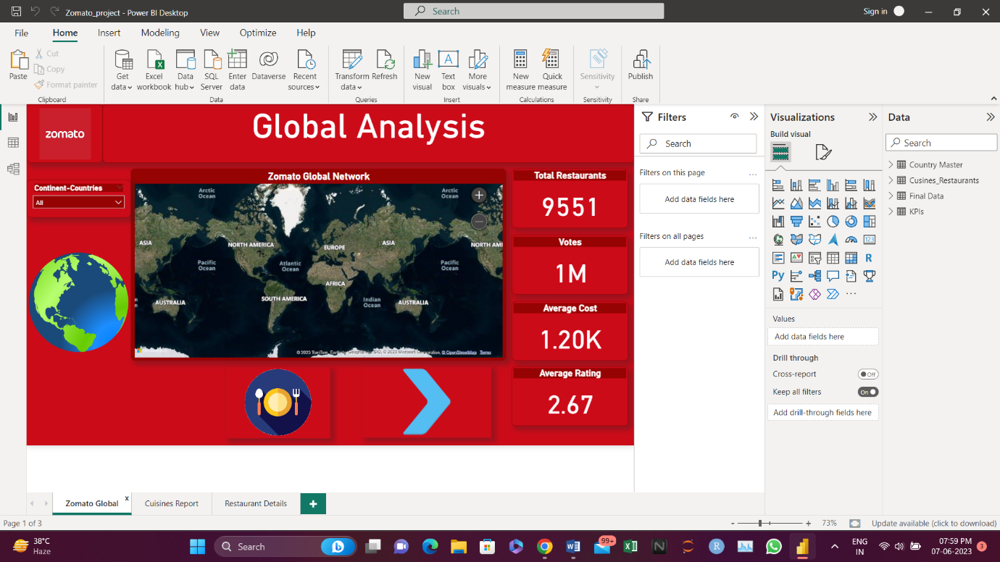 Zomato_project - Power BI Desktop
Search
Sign in
File Home Insert Modeling View Optimize Help
Paste
Cut
Copy
Format painter
Clipboard
Get data
Excel workbook
Data hub
SQL Server
Enter data
Dataverse
Recent sources
Data
Transform data
Refresh
Queries
New visual
Text box
More visuals
Insert
New measure
Quick measure
Calculations
Sensitivity
Sensitivity
Publish
Share
zomato
Global Analysis
Continent-Countries
All
Zomato Global Network
Arctic Ocean
Arctic Ocean
ASIA
NORTH AMERICA
EUROPE
ASIA
NORTH AM
Pacific Ocean
Atlantic Ocean
Pacific Ocean
AFRICA
SOUTH AMERICA
AUSTRALIA
Indian Ocean
AUSTRALIA
© 2023 TomTom, Earthstar Geographics SIO, © 2023 Microsoft Corporation, © OpenStreetMap Terms
Total Restaurants
9551
Votes
1M
Average Cost
1.20K
Average Rating
2.67
Filters
Search
Filters on this page
...
Add data fields here
Filters on all pages
...
Add data fields here
Visualizations
Build visual
123
R
Py
...
Values
Add data fields here
Drill through
Cross-report
Off
Keep all filters
On
Add drill-through fields here
Data
Search
Country Master
Cusines_Restaurants
Final Data
KPIs
Zomato Global x
Cuisines Report
Restaurant Details
+
Page 1 of 3
- + 73%
Update available (click to download)
38°C
Haze
Search
99+
ENG
IN
07:59 PM
07-06-2023
3